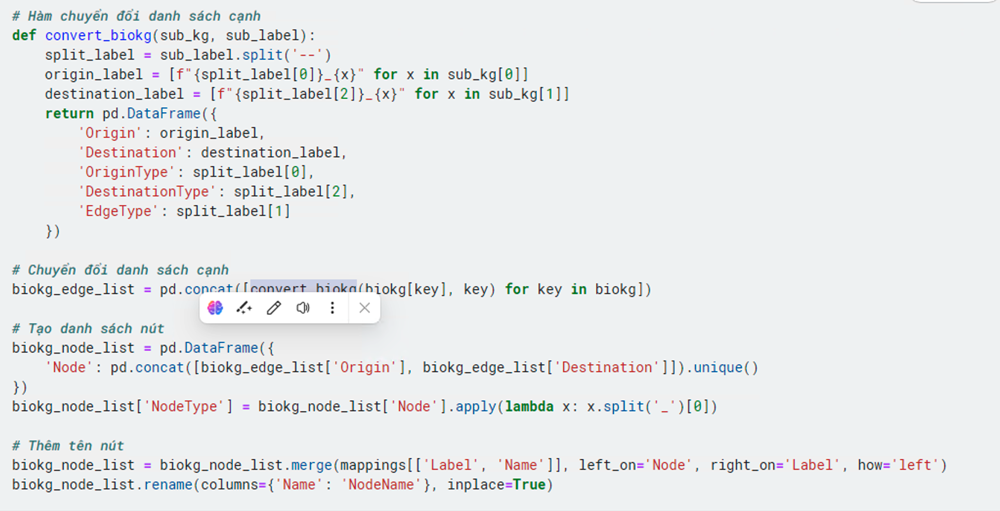 # Hàm chuyển đổi danh sách cạnh
def convert_biokg(sub_kg, sub_label):
    split_label = sub_label.split('--')
    origin_label = [f"{split_label[0]}_{x}" for x in sub_kg[0]]
    destination_label = [f"{split_label[2]}_{x}" for x in sub_kg[1]]
    return pd.DataFrame({
        'Origin': origin_label,
        'Destination': destination_label,
        'OriginType': split_label[0],
        'DestinationType': split_label[2],
        'EdgeType': split_label[1]
    })
# Chuyển đổi danh sách cạnh
biokg_edge_list = pd.concat([convert_biokg(biokg[key], key) for key in biokg])
# Tạo danh sách nút
biokg_node_list = pd.DataFrame({
    'Node': pd.concat([biokg_edge_list['Origin'], biokg_edge_list['Destination']]).unique()
})
biokg_node_list['NodeType'] = biokg_node_list['Node'].apply(lambda x: x.split('_')[0])
# Thêm tên nút
biokg_node_list = biokg_node_list.merge(mappings[['Label', 'Name']], left_on='Node', right_on='Label', how='left')
biokg_node_list.rename(columns={'Name': 'NodeName'}, inplace=True)